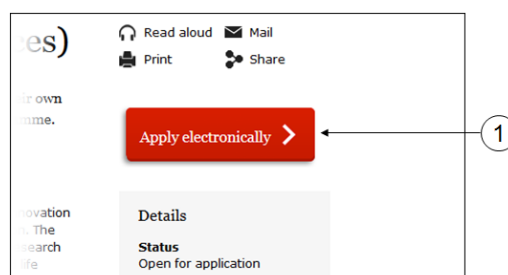 es)
Read aloud Mail
Print Share
eir own
mme.
Apply electronically
1
novation
n. The
search
life
Details
Status
Open for application